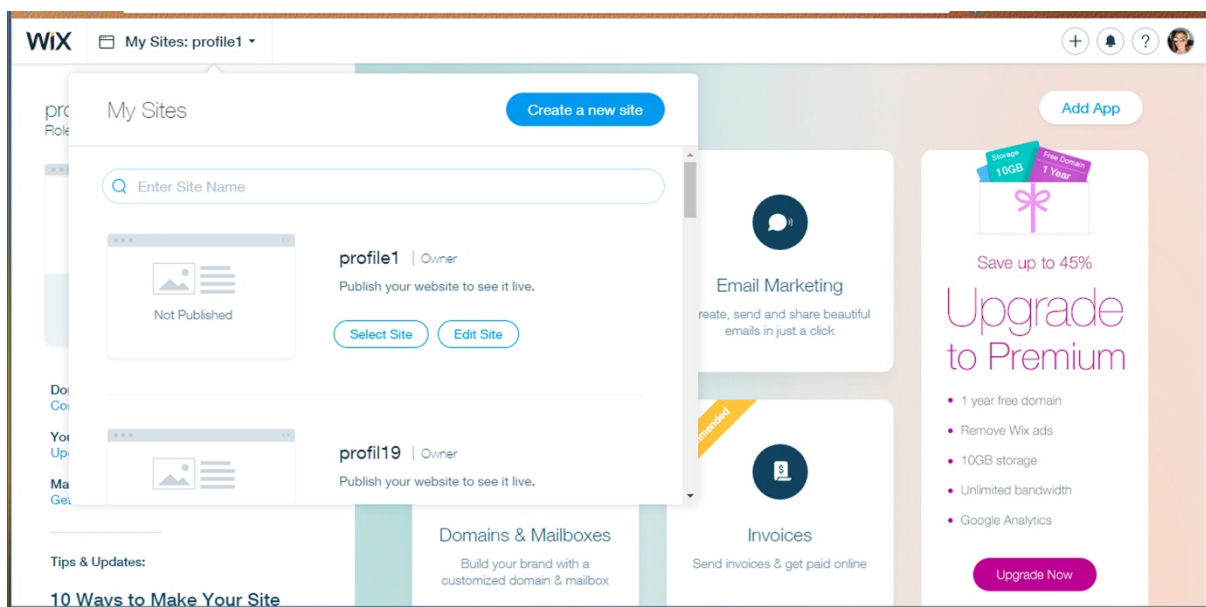 WiX
My Sites: profile1
My Sites
Create a new site
Enter Site Name
Not Published
profile1 | Owner
Publish your website to see it live.
Select Site
Edit Site
profil19 | Owner
Publish your website to see it live.
Tips & Updates:
10 Ways to Make Your Site
Email Marketing
emails in just a click
Domains & Mailboxes
Build your brand with a
customized domain & mailbox
Invoices
Send invoices & get paid online
Add App
Storage
10GB
Free Domain
1 Year
Save up to 45%
Upgrade
to Premium
• 1 year free domain
• Remove Wix ads
• 10GB storage
• Unlimited bandwidth
• Google Analytics
Upgrade Now